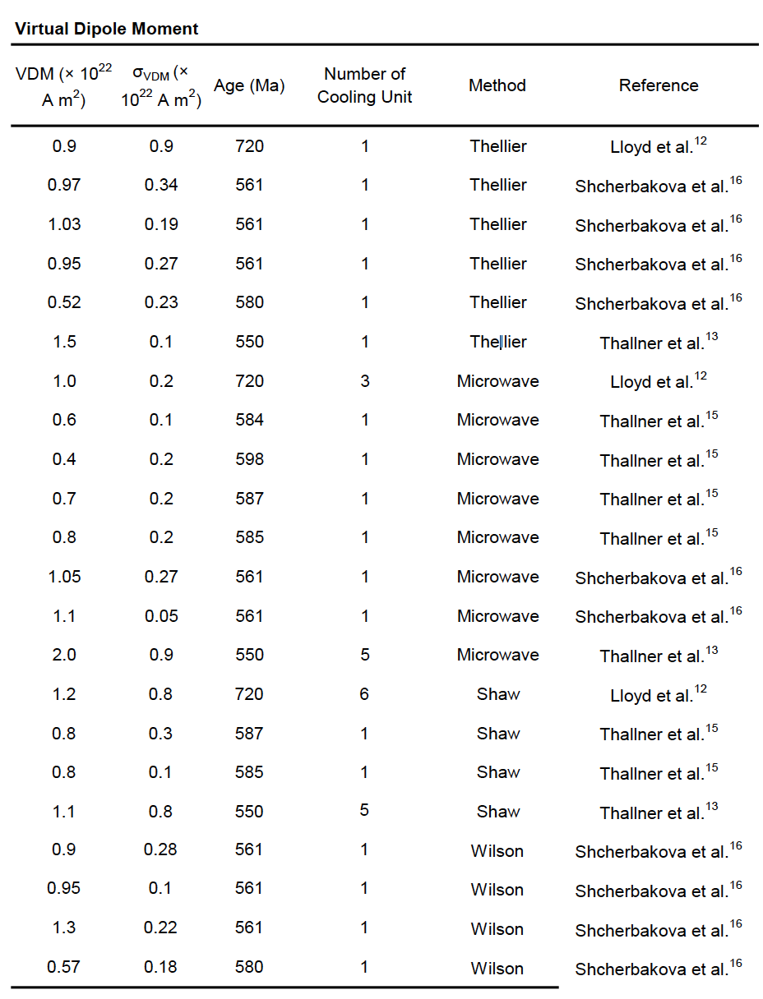 Virtual Dipole Moment
VDM (× 10²² A m²) σVDM (× 10²² A m²) Age (Ma) Number of Cooling Unit Method Reference
0.9 0.9 720 1 Thellier Lloyd et al.¹²
0.97 0.34 561 1 Thellier Shcherbakova et al.¹⁶
1.03 0.19 561 1 Thellier Shcherbakova et al.¹⁶
0.95 0.27 561 1 Thellier Shcherbakova et al.¹⁶
0.52 0.23 580 1 Thellier Shcherbakova et al.¹⁶
1.5 0.1 550 1 Thellier Thallner et al.¹³
1.0 0.2 720 3 Microwave Lloyd et al.¹²
0.6 0.1 584 1 Microwave Thallner et al.¹⁵
0.4 0.2 598 1 Microwave Thallner et al.¹⁵
0.7 0.2 587 1 Microwave Thallner et al.¹⁵
0.8 0.2 585 1 Microwave Thallner et al.¹⁵
1.05 0.27 561 1 Microwave Shcherbakova et al.¹⁶
1.1 0.05 561 1 Microwave Shcherbakova et al.¹⁶
2.0 0.9 550 5 Microwave Thallner et al.¹³
1.2 0.8 720 6 Shaw Lloyd et al.¹²
0.8 0.3 587 1 Shaw Thallner et al.¹⁵
0.8 0.1 585 1 Shaw Thallner et al.¹⁵
1.1 0.8 550 5 Shaw Thallner et al.¹³
0.9 0.28 561 1 Wilson Shcherbakova et al.¹⁶
0.95 0.1 561 1 Wilson Shcherbakova et al.¹⁶
1.3 0.22 561 1 Wilson Shcherbakova et al.¹⁶
0.57 0.18 580 1 Wilson Shcherbakova et al.¹⁶